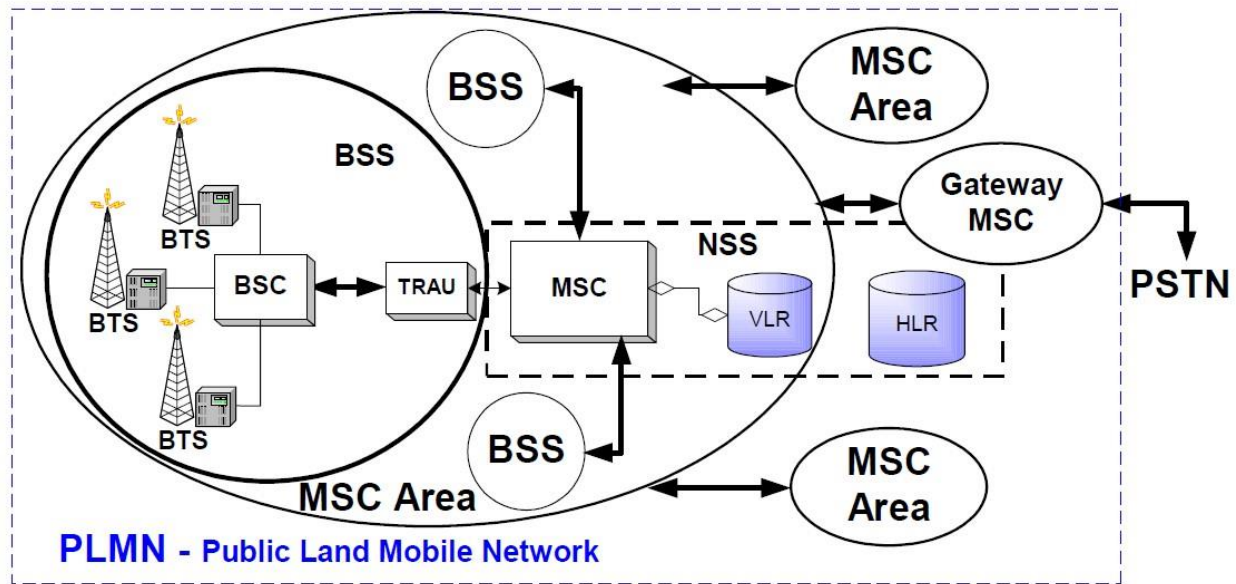 BSS
MSC
Area
BSS
Gateway
MSC
BTS
NSS
BSC
TRAU
MSC
PSTN
BTS
VLR
HLR
BTS
BSS
MSC
Area
MSC Area
PLMN - Public Land Mobile Network